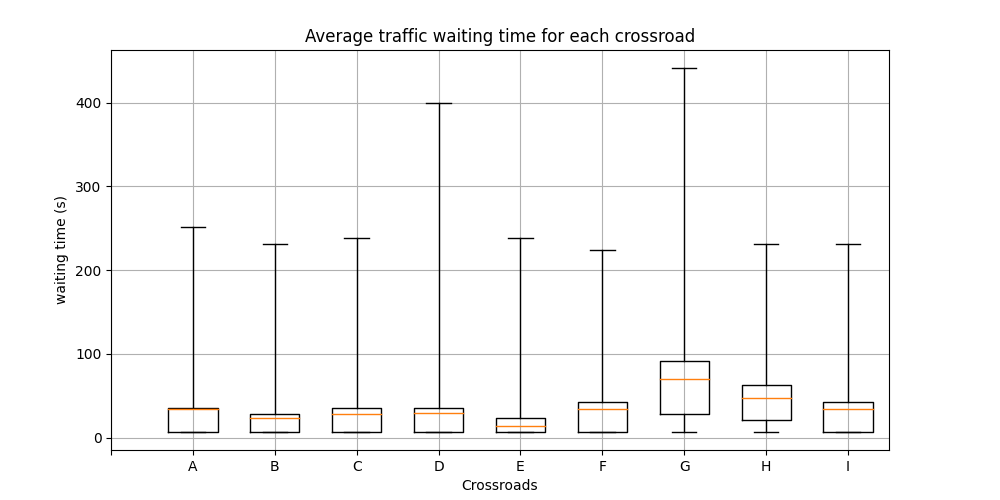 Average traffic waiting time for each crossroad
400
300
200
100
0
waiting time (s)
A B C D E F G H I
Crossroads